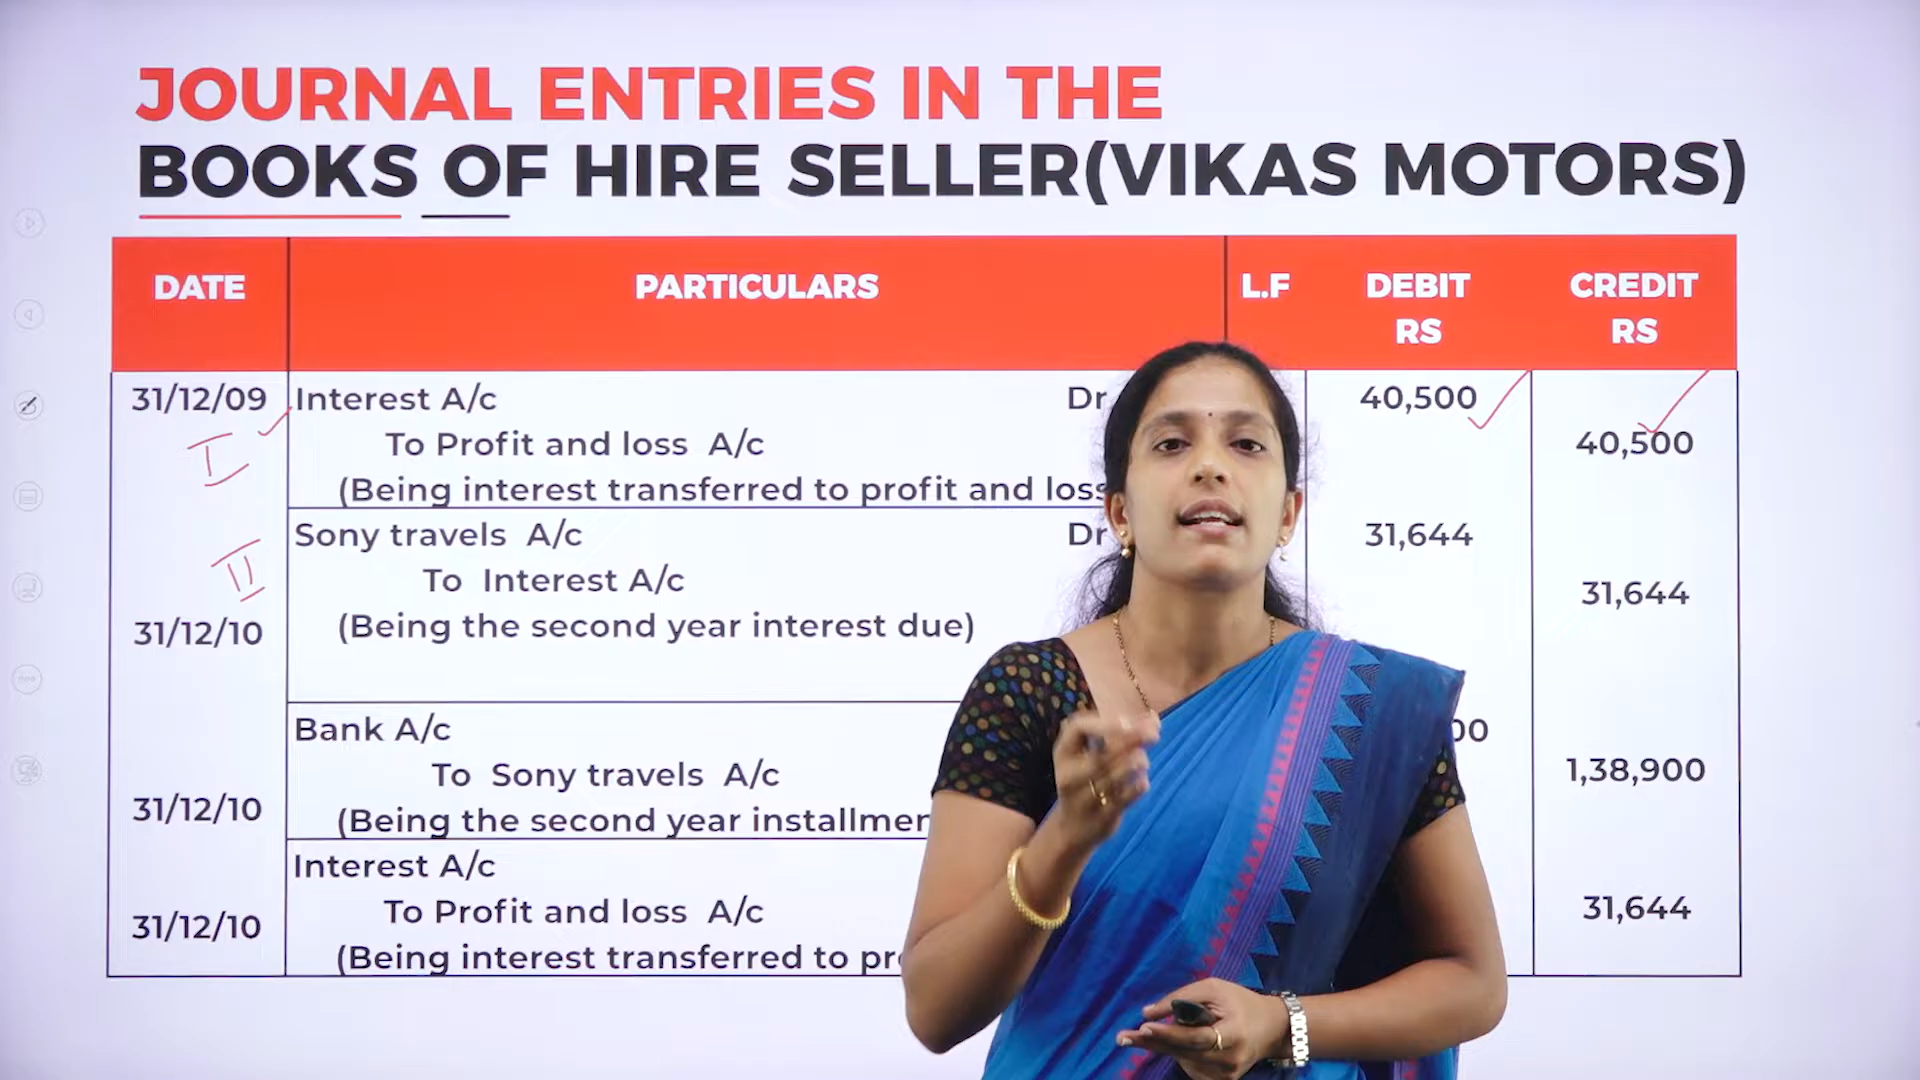 JOURNAL ENTRIES IN THE
BOOKS OF HIRE SELLER(VIKAS MOTORS)
DATE PARTICULARS L.F DEBIT RS CREDIT RS
31/12/09 Interest A/c Dr 40,500
I To Profit and loss A/c 40,500
(Being interest transferred to profit and loss
Sony travels A/c Dr 31,644
II To Interest A/c 31,644
31/12/10 (Being the second year interest due)
Bank A/c
To Sony travels A/c 1,38,900
31/12/10 (Being the second year
Interest A/c
To Profit and loss A/c 31,644
31/12/10 (Being interest transferred to